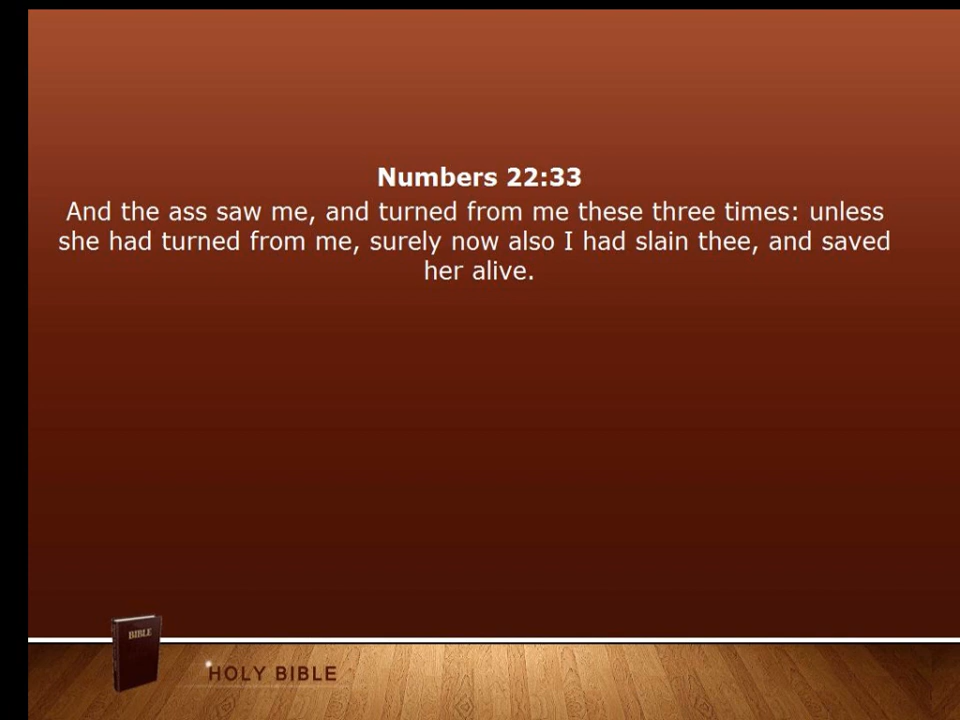 Numbers 22:33
And the ass saw me, and turned from me these three times: unless
she had turned from me, surely now also I had slain thee, and saved
her alive.
BIBLE
HOLY BIBLE